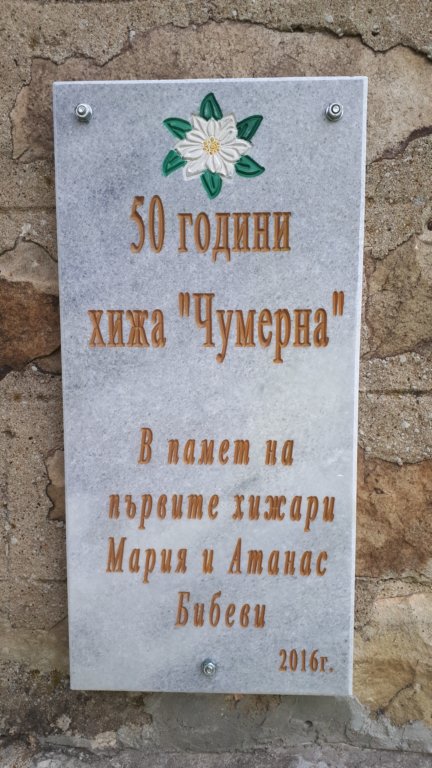 50 години
хижа "Чумерна"
В памет на
първите хижари
Мария и Атанас
Бибеви
2016г.